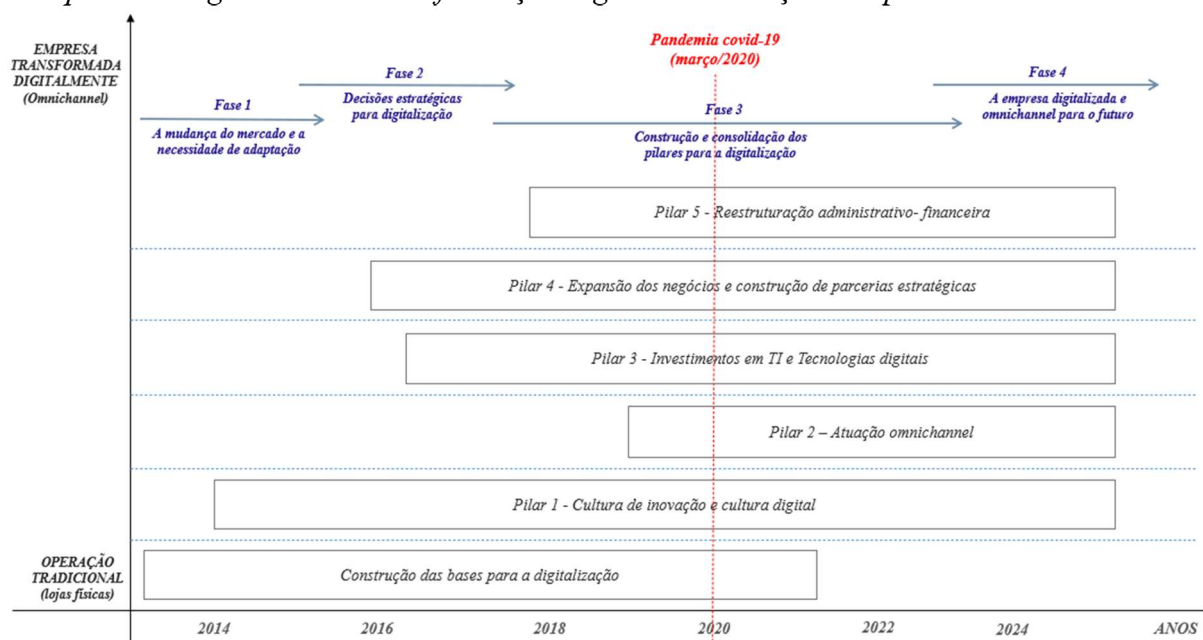 EMPRESA
TRANSFORMADA
DIGITALMENTE
(Omnichannel)
Pandemia covid-19
(março/2020)
Fase 1
A mudança do mercado e a
necessidade de adaptação
Fase 2
Decisões estratégicas
para digitalização
Fase 3
Construção e consolidação dos
pilares para a digitalização
Fase 4
A empresa digitalizada e
omnichannel para o futuro
Pilar 5 - Reestruturação administrativo- financeira
Pilar 4 - Expansão dos negócios e construção de parcerias estratégicas
Pilar 3 - Investimentos em TI e Tecnologias digitais
Pilar 2 – Atuação omnichannel
Pilar 1 - Cultura de inovação e cultura digital
OPERAÇÃO
TRADICIONAL
(lojas físicas)
Construção das bases para a digitalização
2014 2016 2018 2020 2022 2024 ANOS